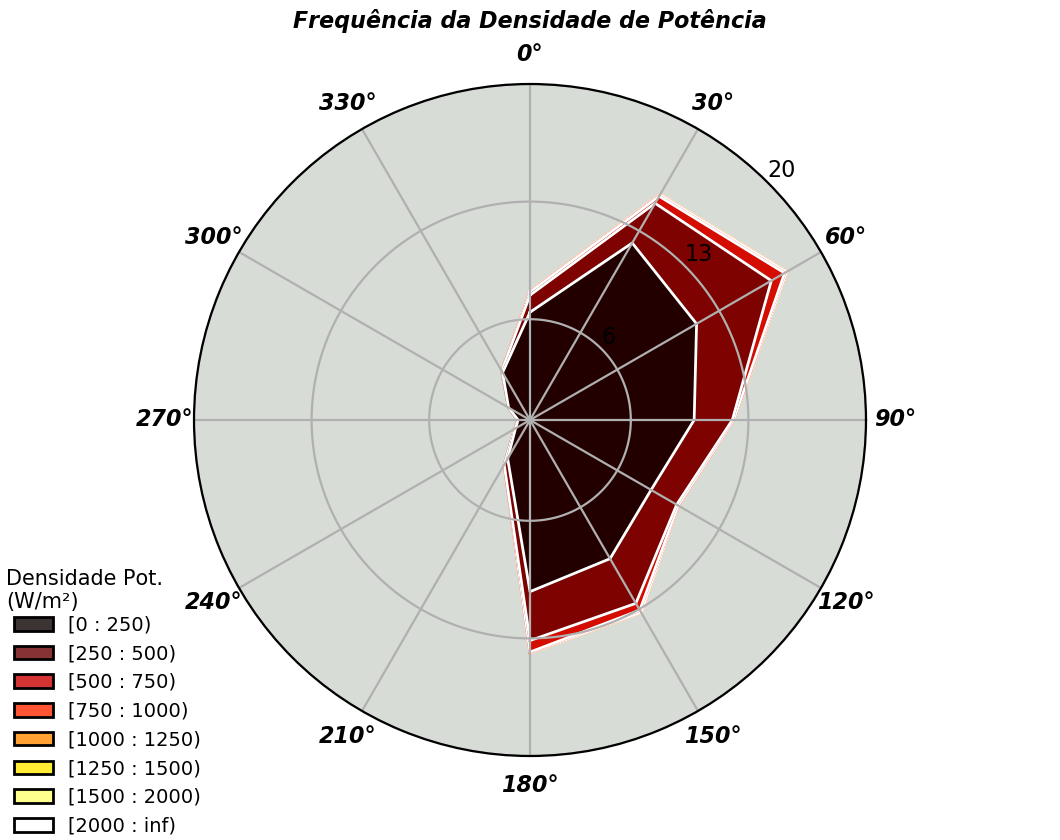 Frequência da Densidade de Potência
0°
330°
30°
20
300°
60°
13
6
270°
90°
Densidade Pot.
(W/m²)
240°
120°
[0 : 250)
[250 : 500)
[500 : 750)
[750 : 1000)
210°
150°
[1000 : 1250)
[1250 : 1500)
180°
[1500 : 2000)
[2000 : inf)